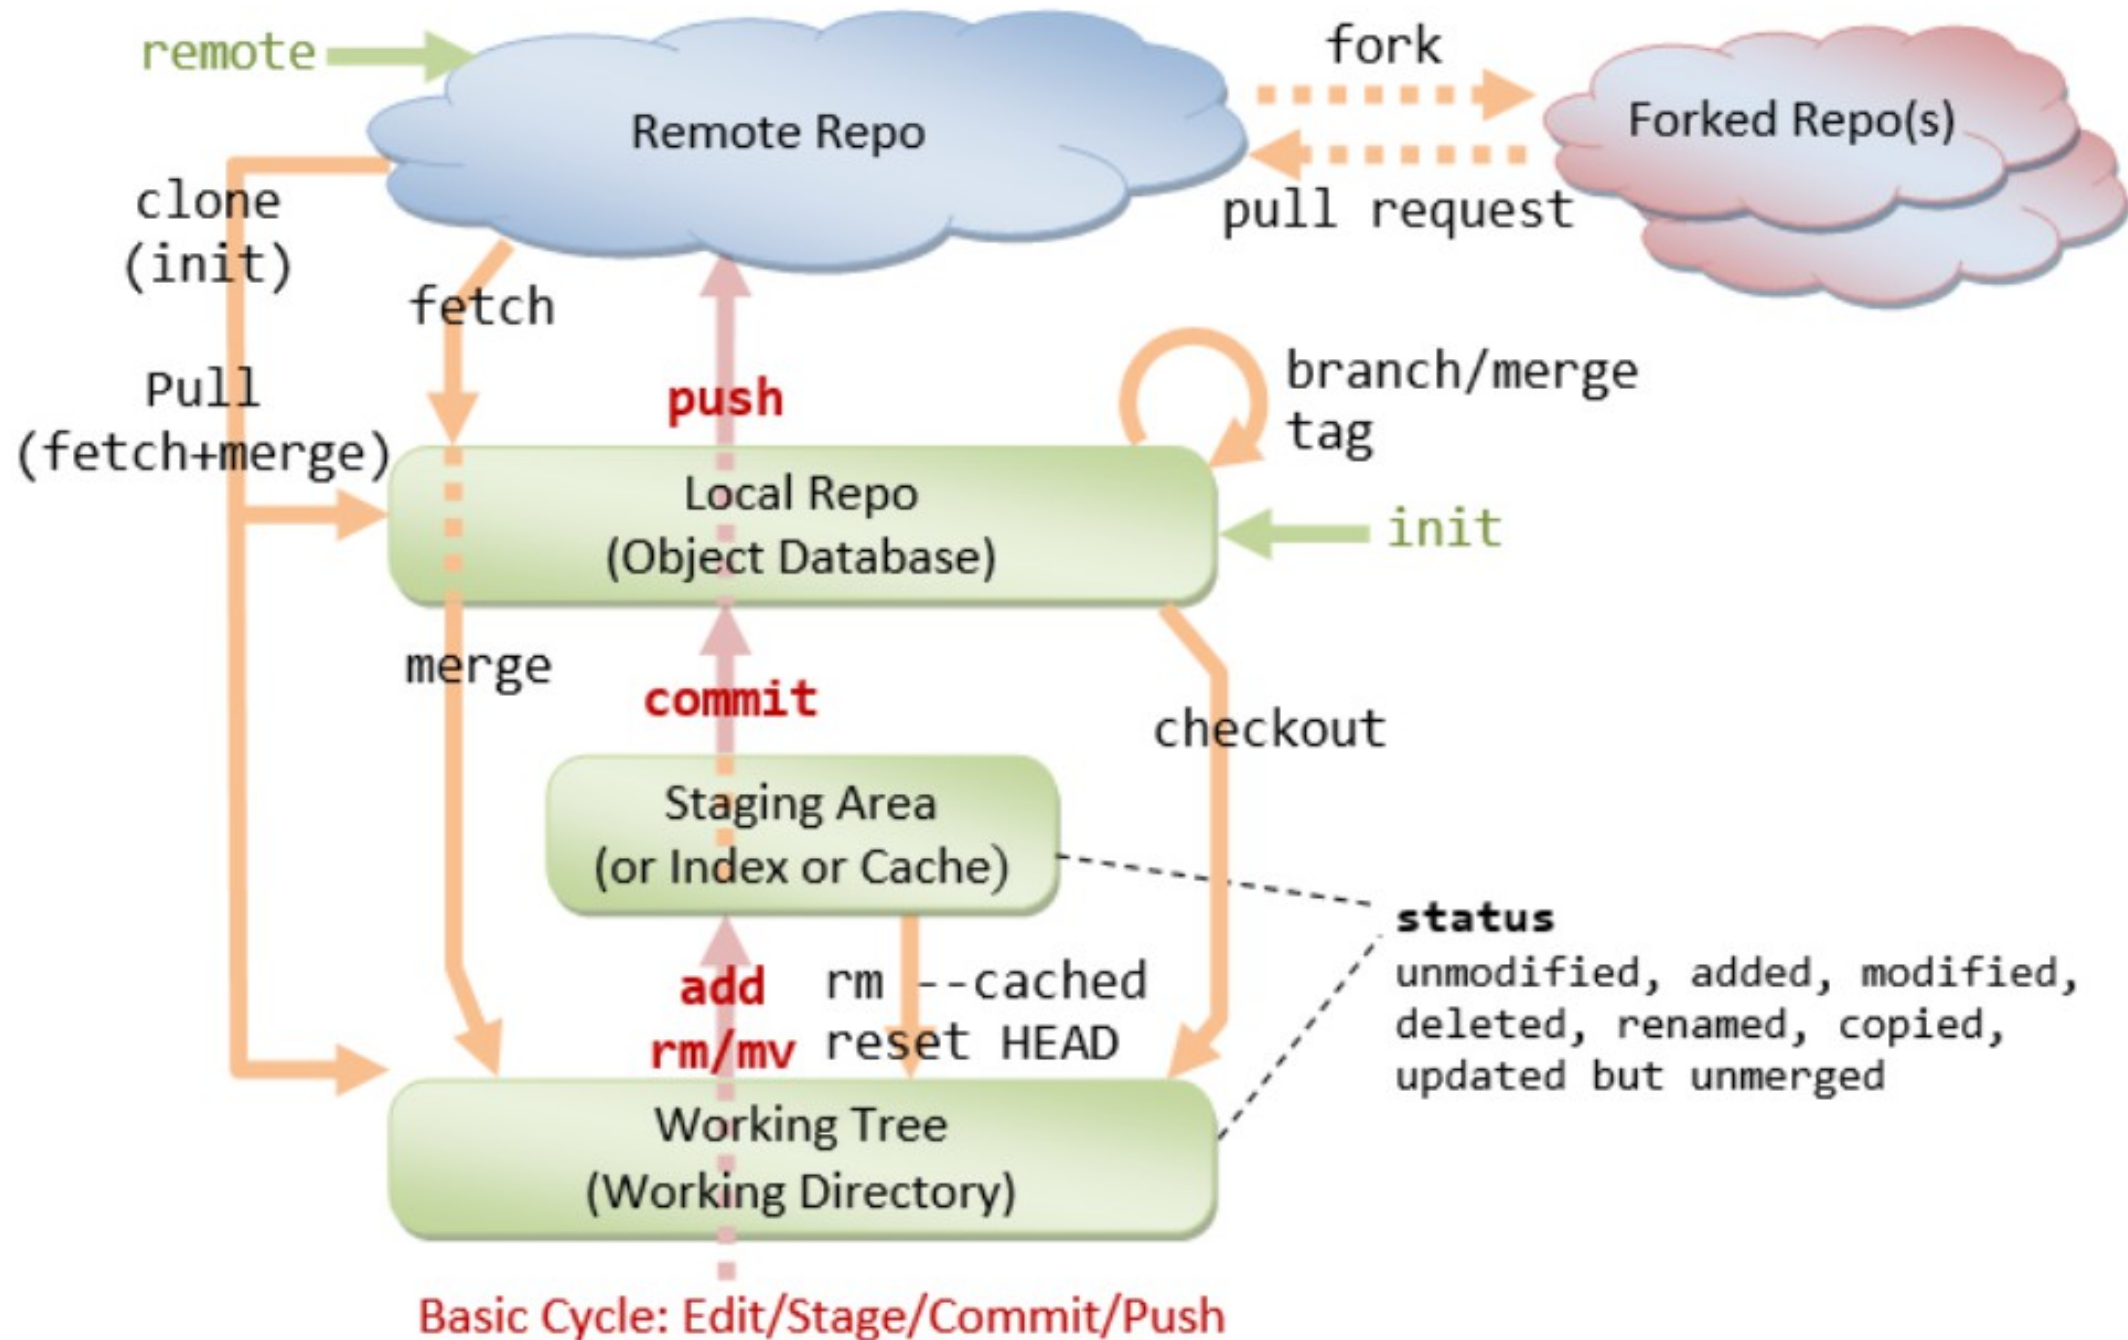 remote
Remote Repo
fork
Forked Repo(s)
pull request
clone
(init)
fetch
Pull
(fetch+merge)
push
branch/merge
tag
Local Repo
(Object Database)
init
merge
commit
checkout
Staging Area
(or Index or Cache)
status
unmodified, added, modified,
deleted, renamed, copied,
updated but unmerged
add
rm/mv
rm --cached
reset HEAD
Working Tree
(Working Directory)
Basic Cycle: Edit/Stage/Commit/Push